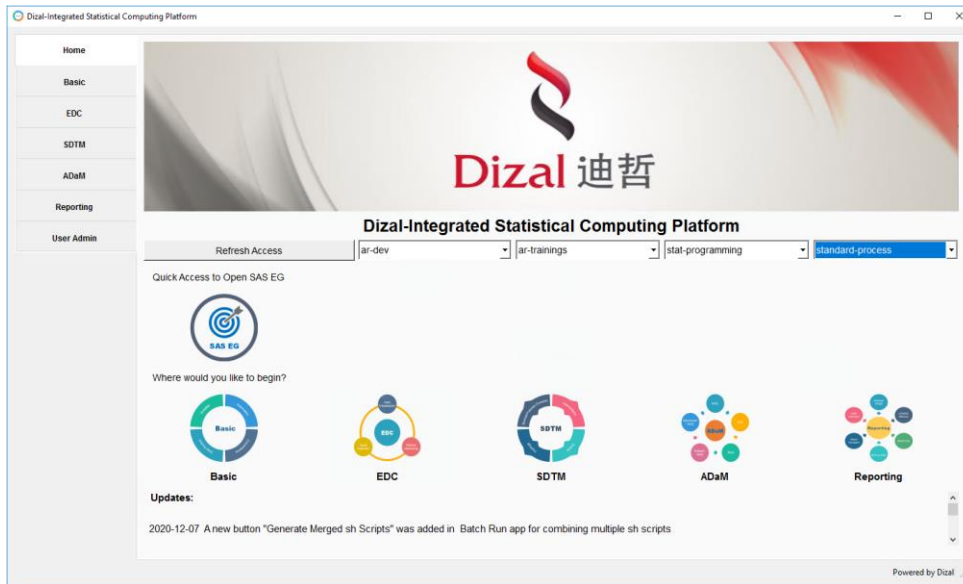 Dizal-Integrated Statistical Computing Platform
Home
Basic
EDC
SDTM
ADaM
Reporting
User Admin
Dizal 迪哲
Dizal-Integrated Statistical Computing Platform
Refresh Access
ar-dev
ar-trainings
stat-programming
standard-process
Quick Access to Open SAS EG
SAS EG
Where would you like to begin?
Basic
EDC
SDTM
ADaM
Reporting
Basic
EDC
SDTM
ADaM
Reporting
Updates:
2020-12-07 A new button "Generate Merged sh Scripts" was added in Batch Run app for combining multiple sh scripts
Powered by Dizal